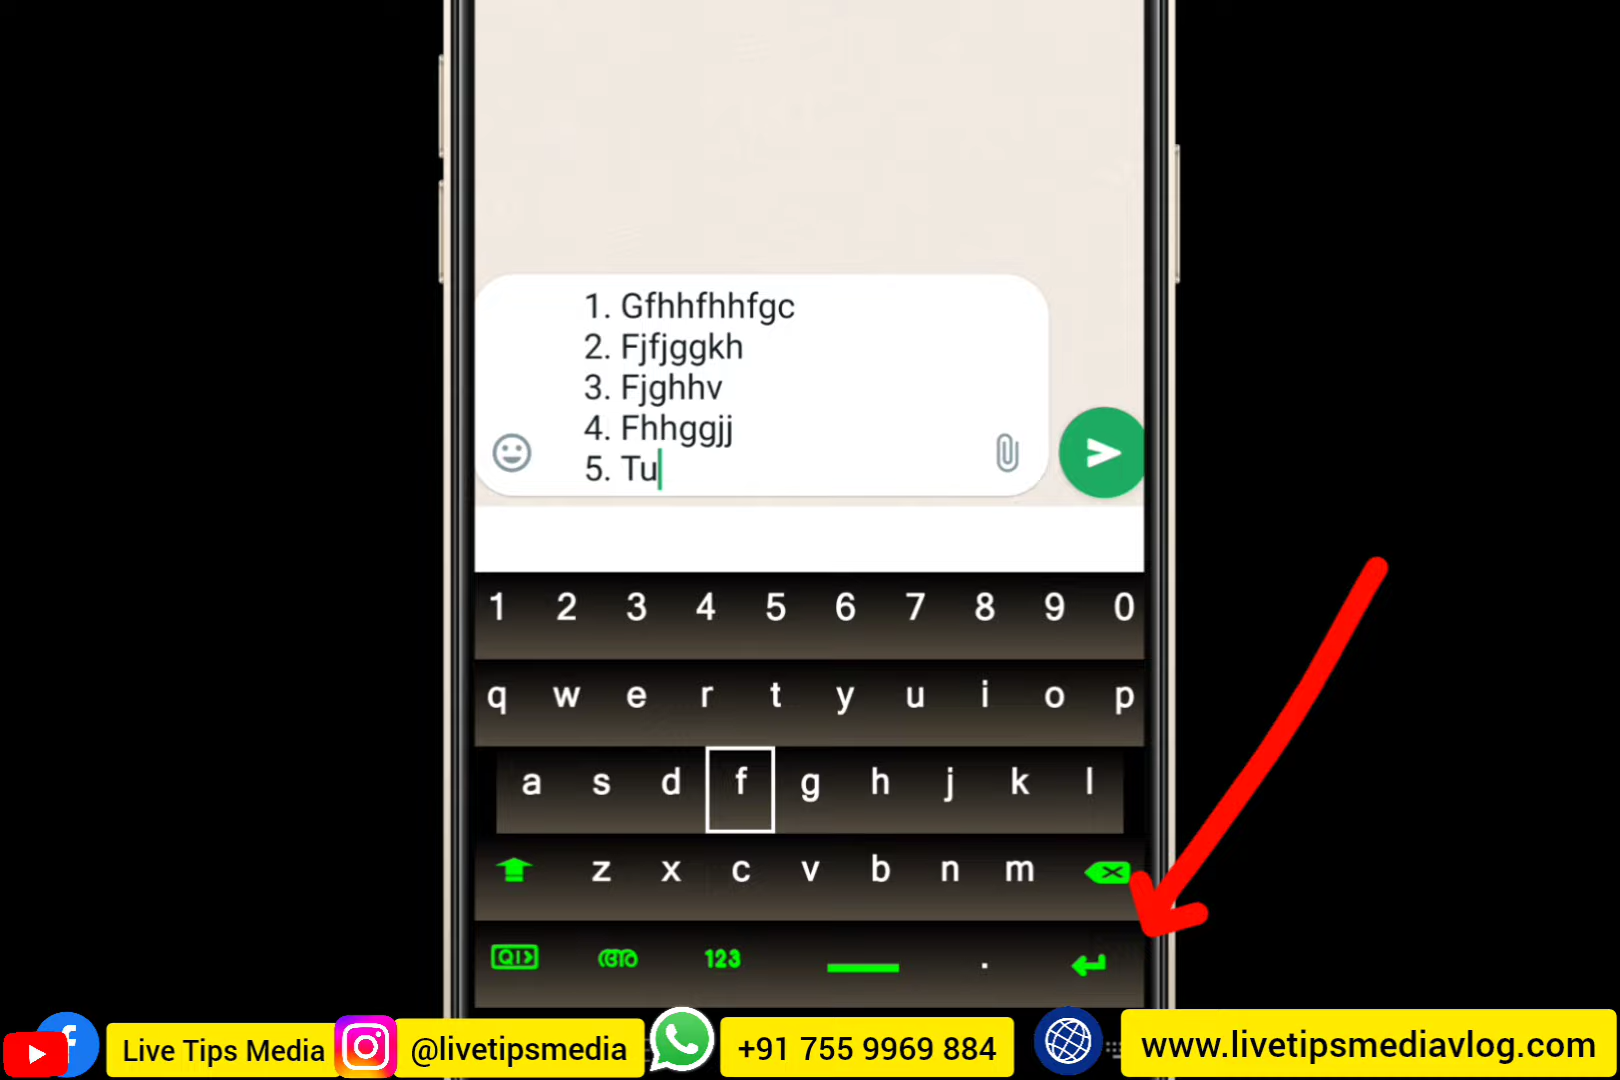 1. Gfhhfhhfgc
2. Fjfjggkh
3. Fjghhv
4. Fhhggjj
5. Tu
1 2 3 4 5 6 7 8 9 0
q w e r t y u i o p
a s d f g h j k l
z x c v b n m
അ 123 .
Live Tips Media @livetipsmedia +91 755 9969 884 www.livetipsmediavlog.com